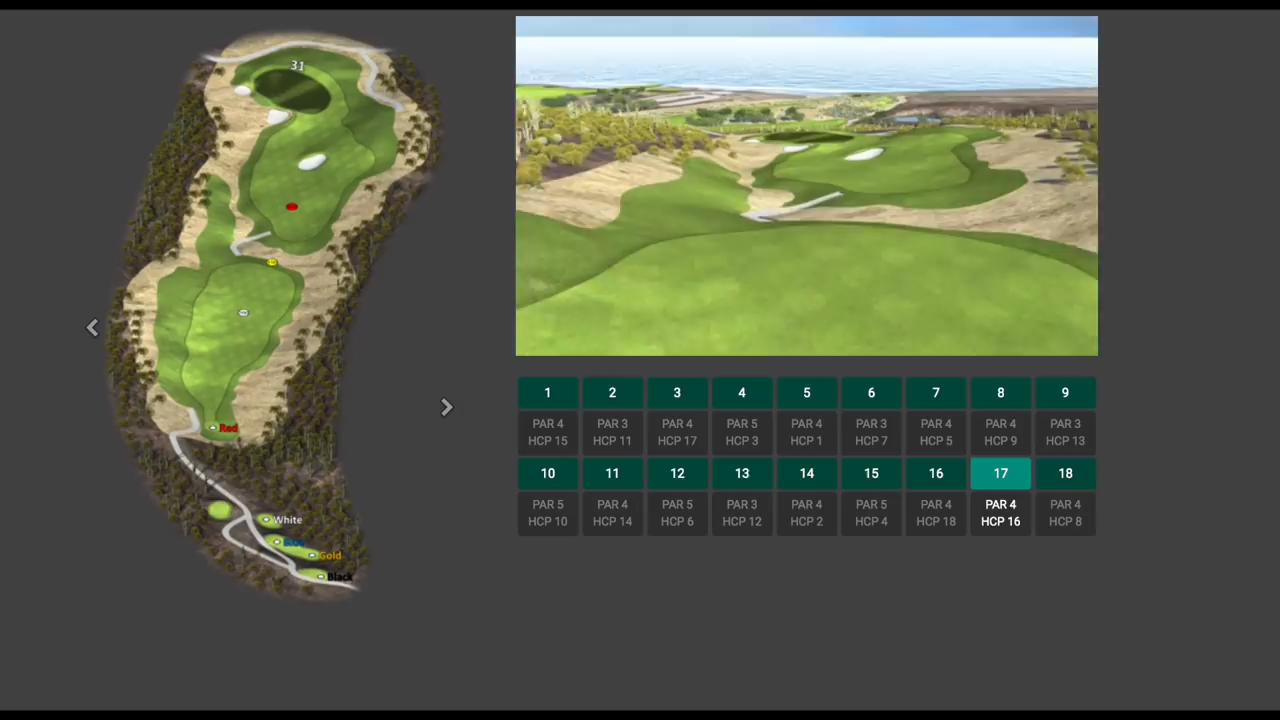 31
Red
White
Blue
Gold
Black
1 2 3 4 5 6 7 8 9
PAR 4 PAR 3 PAR 4 PAR 5 PAR 4 PAR 3 PAR 4 PAR 4 PAR 3
HCP 15 HCP 11 HCP 17 HCP 3 HCP 1 HCP 7 HCP 5 HCP 9 HCP 13
10 11 12 13 14 15 16 17 18
PAR 5 PAR 4 PAR 5 PAR 3 PAR 4 PAR 5 PAR 4 PAR 4 PAR 4
HCP 10 HCP 14 HCP 6 HCP 12 HCP 2 HCP 4 HCP 18 HCP 16 HCP 8